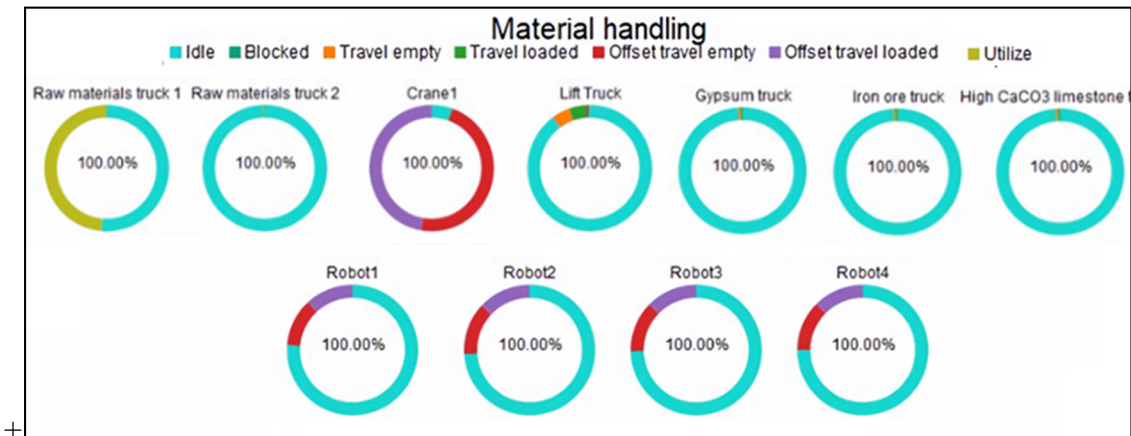 Material handling
Idle Blocked Travel empty Travel loaded Offset travel empty Offset travel loaded Utilize
Raw materials truck 1 Raw materials truck 2 Crane1 Lift Truck Gypsum truck Iron ore truck High CaCO3 limestone t
100.00% 100.00% 100.00% 100.00% 100.00% 100.00% 100.00%
Robot1 Robot2 Robot3 Robot4
100.00% 100.00% 100.00% 100.00%